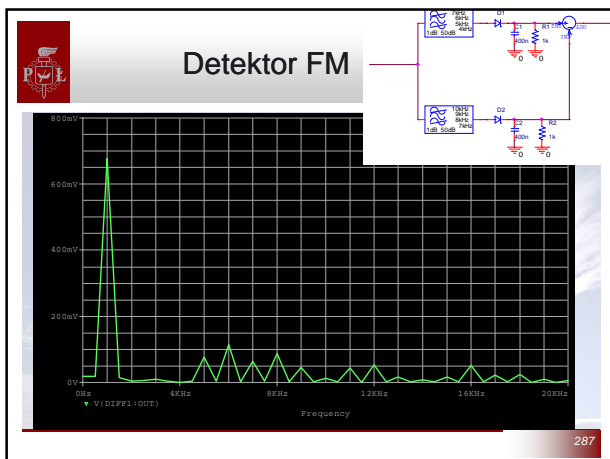 Detektor FM
P Ł
7kHz
6kHz
5kHz
4kHz
1dB 50dB
D1
C1
400n
R1
1k
0
0
10kHz
9kHz
8kHz
7kHz
1dB 50dB
D2
C2
400n
R2
1k
0
0
800mV
600mV
400mV
200mV
0V
0Hz 4KHz 8KHz 12KHz 16KHz 20KHz
V(DIFF1:OUT)
Frequency
287